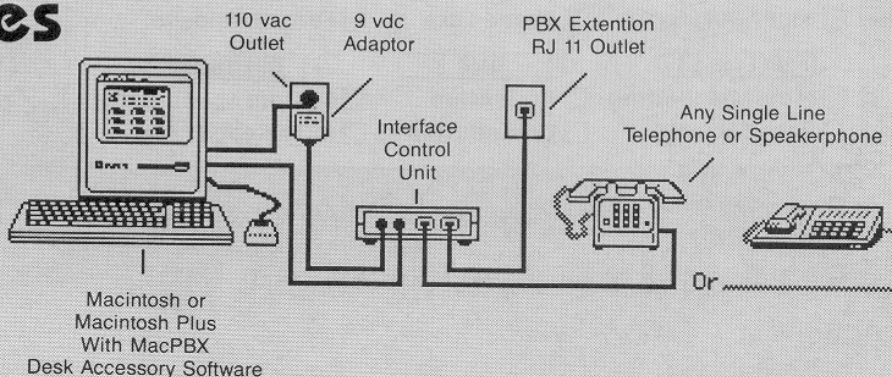 es
110 vac
Outlet
9 vdc
Adaptor
PBX Extention
RJ 11 Outlet
Interface
Control
Unit
Any Single Line
Telephone or Speakerphone
Or
Macintosh or
Macintosh Plus
With MacPBX
Desk Accessory Software